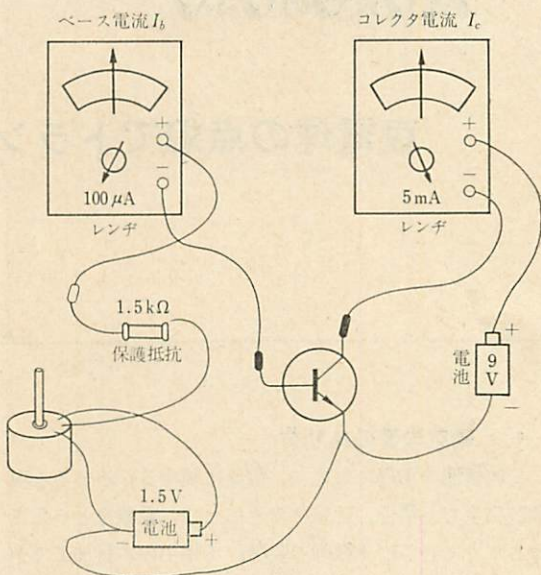 ベース電流 I_b
コレクタ電流 I_c
+
−
100 μA
レンヂ
+
−
5 mA
レンヂ
1.5 kΩ
保護抵抗
電池
9 V
+
−
1.5 V
電池
−
+